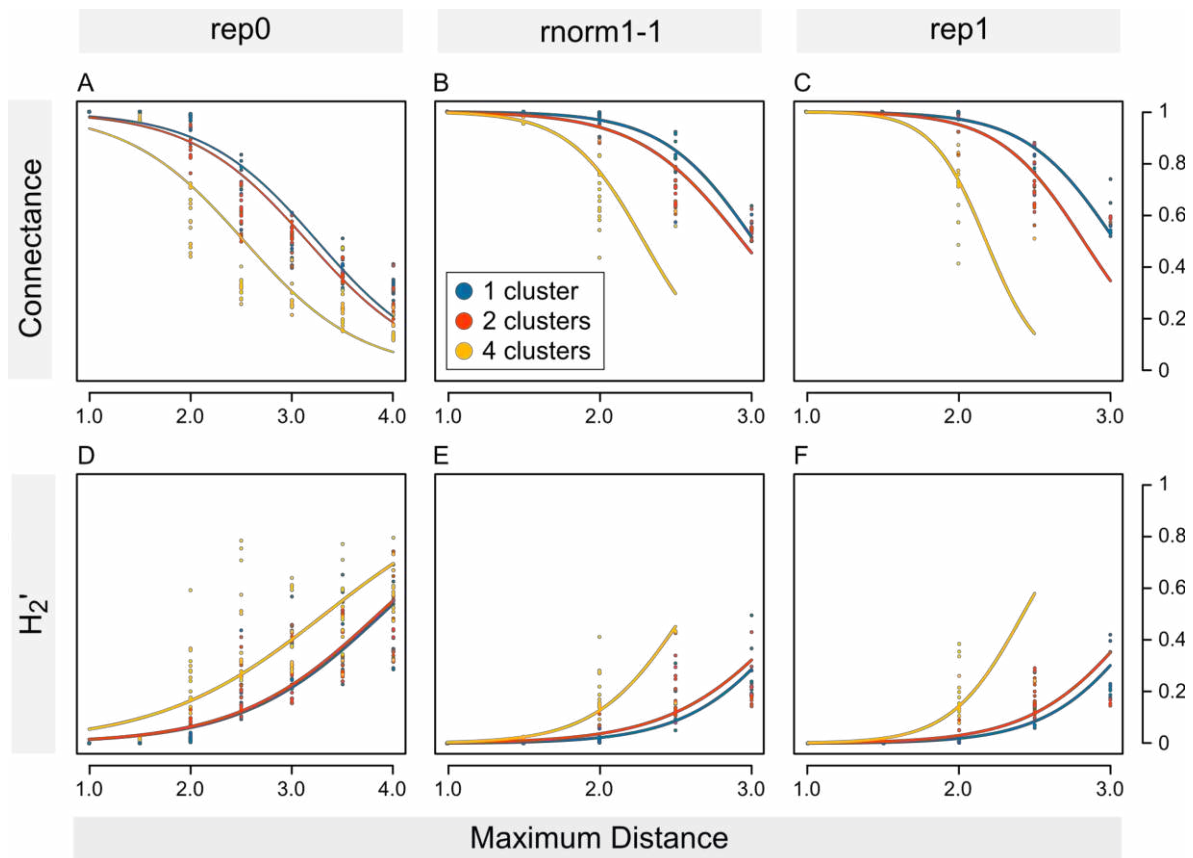 rep0 rnorm1-1 rep1
A B C
Connectance
1
0.8
0.6
0.4
0.2
0
1 cluster
2 clusters
4 clusters
1.0 2.0 3.0 4.0 1.0 2.0 3.0 1.0 2.0 3.0
D E F
H2'
1
0.8
0.6
0.4
0.2
0
1.0 2.0 3.0 4.0 1.0 2.0 3.0 1.0 2.0 3.0
Maximum Distance